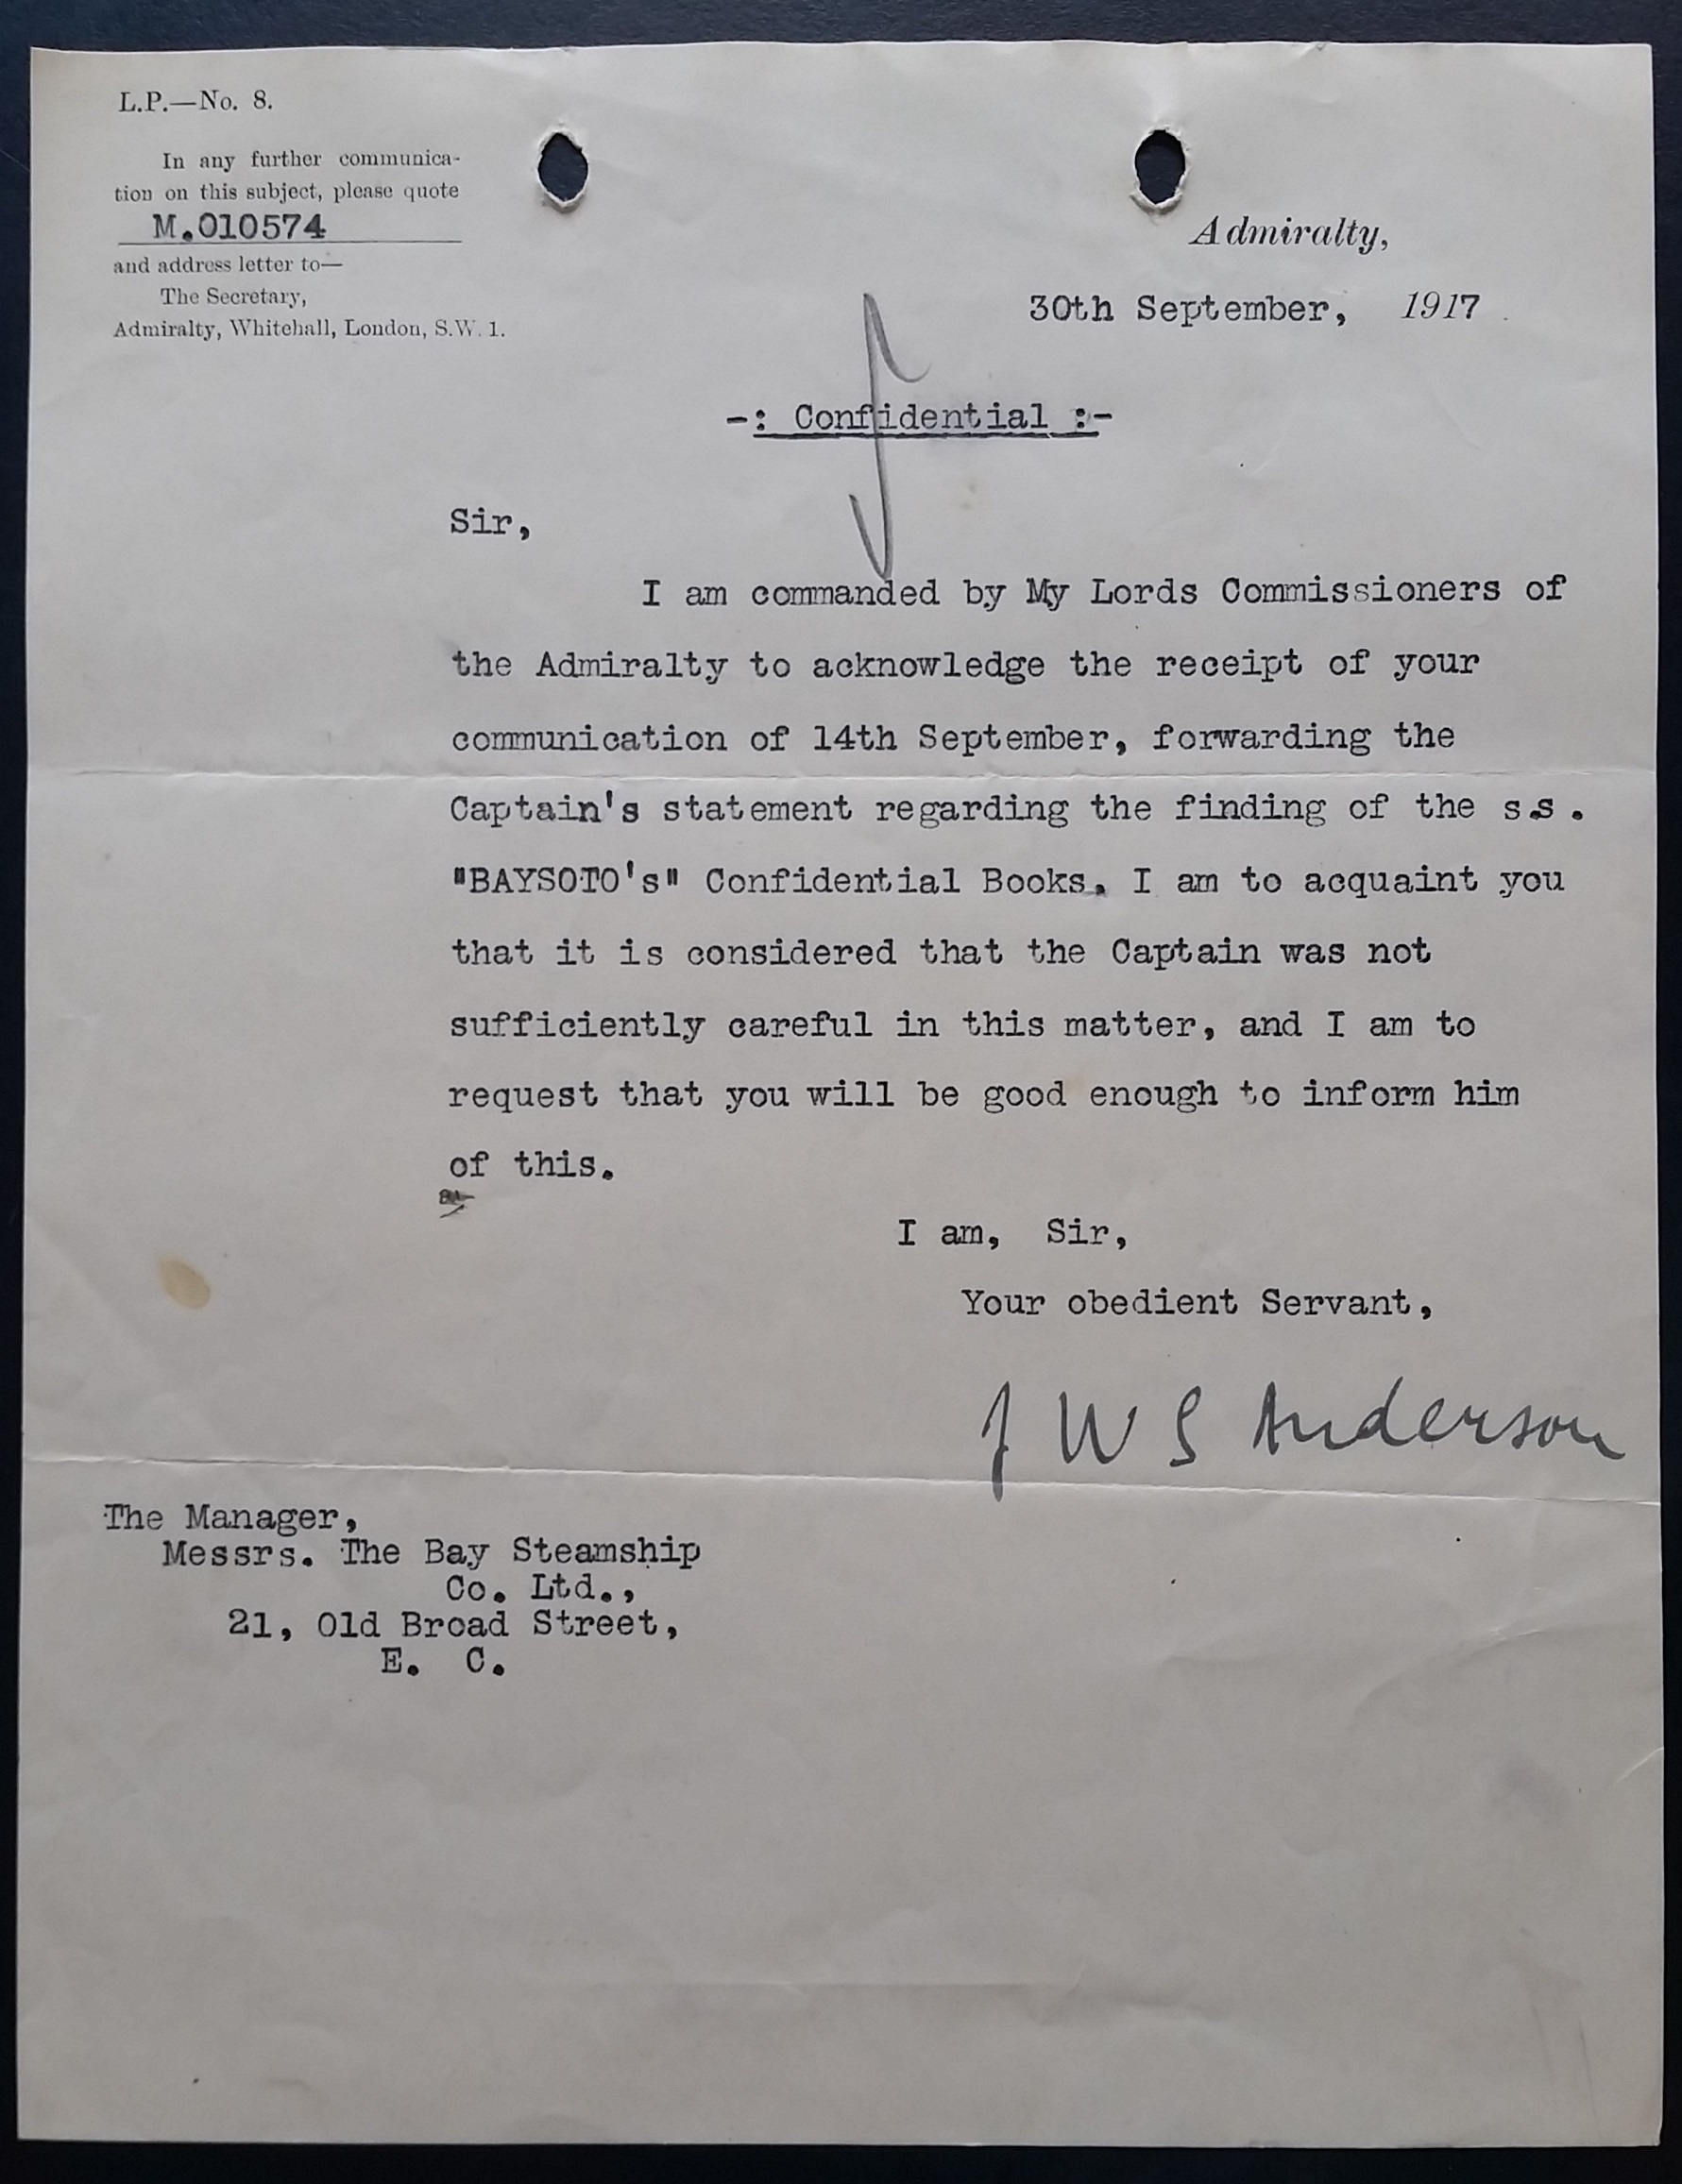 L.P.—No. 8.
In any further communica-
tion on this subject, please quote
M.010574
and address letter to—
The Secretary,
Admiralty, Whitehall, London, S.W. 1.
Admiralty,
30th September, 1917.
-: Confidential :-
Sir,
I am commanded by My Lords Commissioners of
the Admiralty to acknowledge the receipt of your
communication of 14th September, forwarding the
Captain's statement regarding the finding of the s.s.
"BAYSOTO's" Confidential Books. I am to acquaint you
that it is considered that the Captain was not
sufficiently careful in this matter, and I am to
request that you will be good enough to inform him
of this.
I am, Sir,
Your obedient Servant,
J W S Anderson
The Manager,
Messrs. The Bay Steamship
Co. Ltd.,
21, Old Broad Street,
E. C.